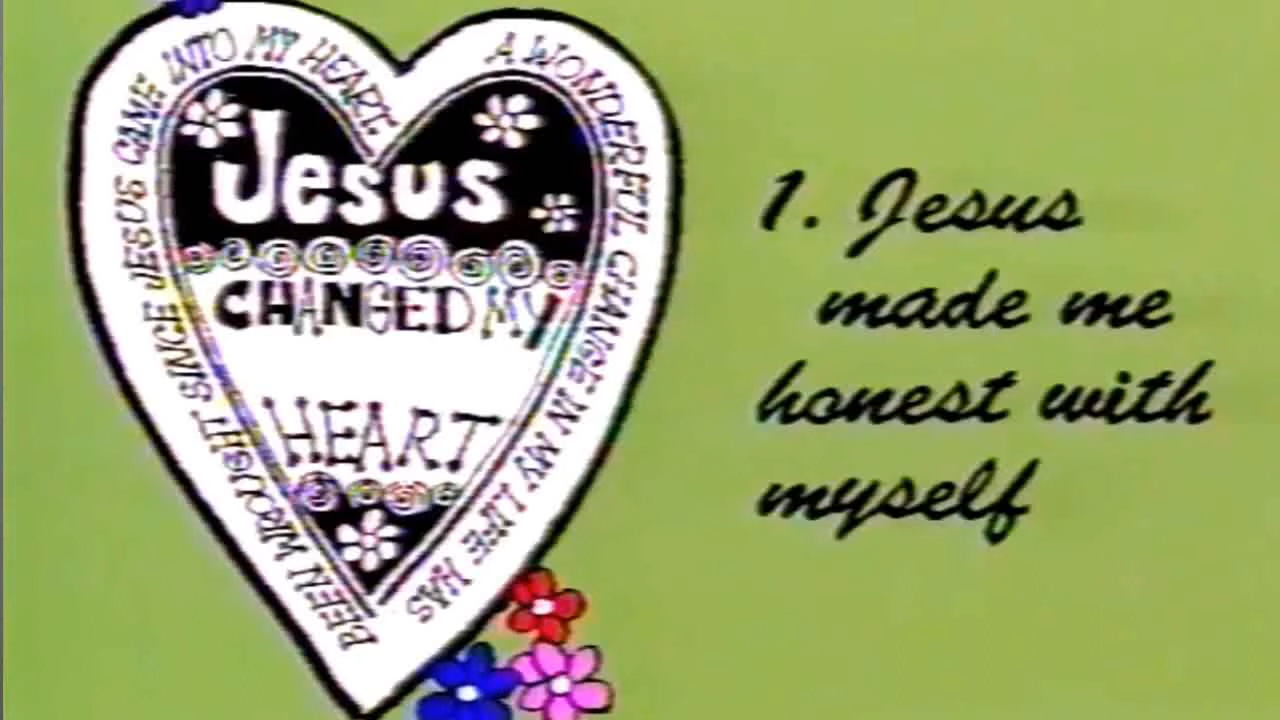 A WONDERFUL CHANGE IN MY LIFE HAS
BEEN WROUGHT SINCE JESUS CAME INTO MY HEART.
Jesus
CHANGED MY
HEART
1. Jesus
made me
honest with
myself